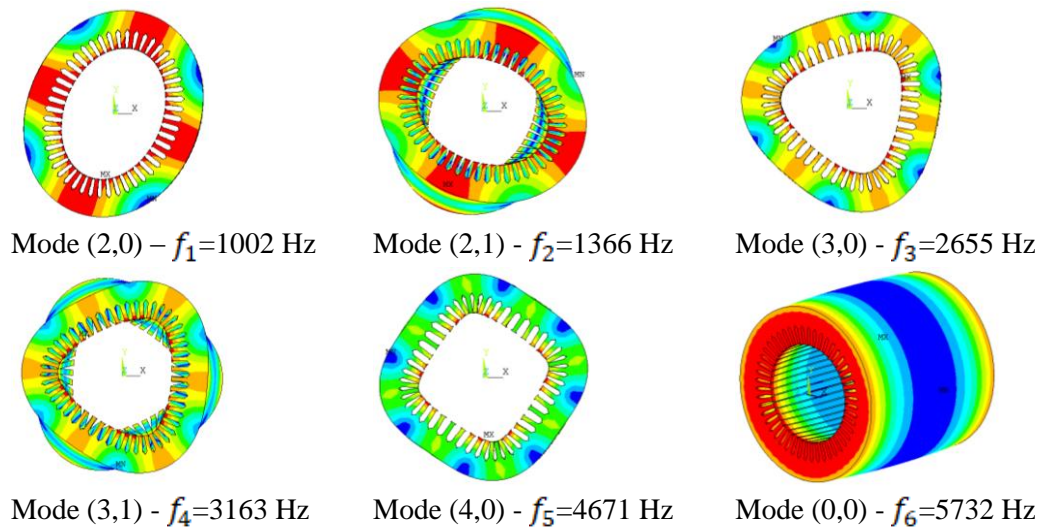 Mode (2,0) – f₁=1002 Hz
Mode (2,1) - f₂=1366 Hz
Mode (3,0) - f₃=2655 Hz
Mode (3,1) - f₄=3163 Hz
Mode (4,0) - f₅=4671 Hz
Mode (0,0) - f₆=5732 Hz